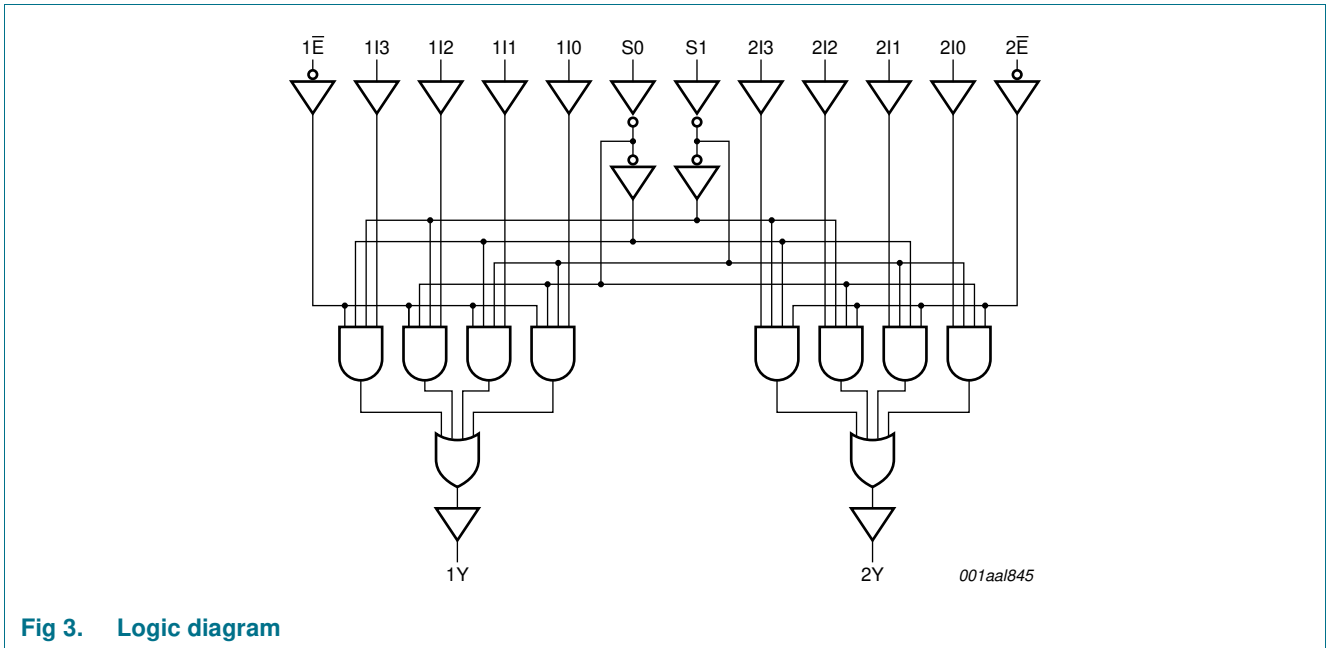 1E̅ 1I3 1I2 1I1 1I0 S0 S1 2I3 2I2 2I1 2I0 2E̅
1Y 2Y 001aal845
Fig 3. Logic diagram